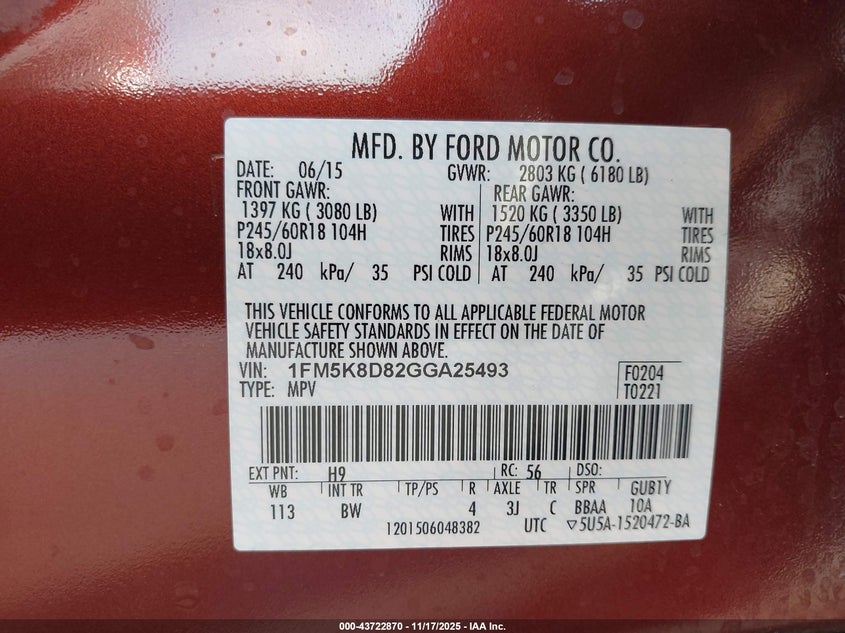 MFD. BY FORD MOTOR CO.
DATE: 06/15 GVWR: 2803 KG ( 6180 LB)
FRONT GAWR: REAR GAWR:
1397 KG ( 3080 LB) WITH 1520 KG ( 3350 LB) WITH
P245/60R18 104H TIRES P245/60R18 104H TIRES
18x8.0J RIMS 18x8.0J RIMS
AT 240 kPa/ 35 PSI COLD AT 240 kPa/ 35 PSI COLD
THIS VEHICLE CONFORMS TO ALL APPLICABLE FEDERAL MOTOR
VEHICLE SAFETY STANDARDS IN EFFECT ON THE DATE OF
MANUFACTURE SHOWN ABOVE.
VIN: 1FM5K8D82GGA25493 F0204
TYPE: MPV T0221
EXT PNT: H9 RC: 56 DSO:
WB INT TR TP/PS R AXLE TR SPR GUB1Y
113 BW 4 3J C BBAA 10A
1201506048382 UTC ▽5U5A-1520472-BA
000-43722870 - 11/17/2025 - IAA Inc.